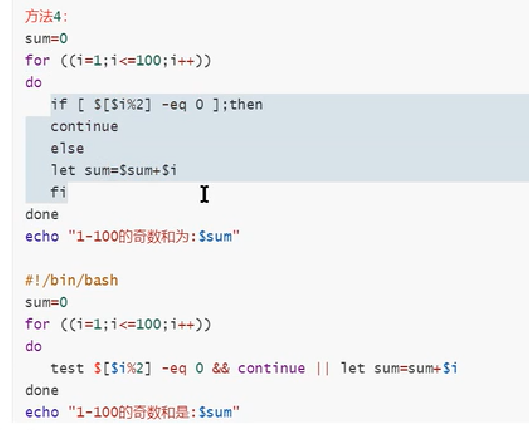 方法4:
sum=0
for ((i=1;i<=100;i++))
do
if [ $[$i%2] -eq 0 ];then
continue
else
let sum=$sum+$i
fi
done
echo "1-100的奇数和为:$sum"
#!/bin/bash
sum=0
for ((i=1;i<=100;i++))
do
test $[$i%2] -eq 0 && continue || let sum=sum+$i
done
echo "1-100的奇数和是:$sum"